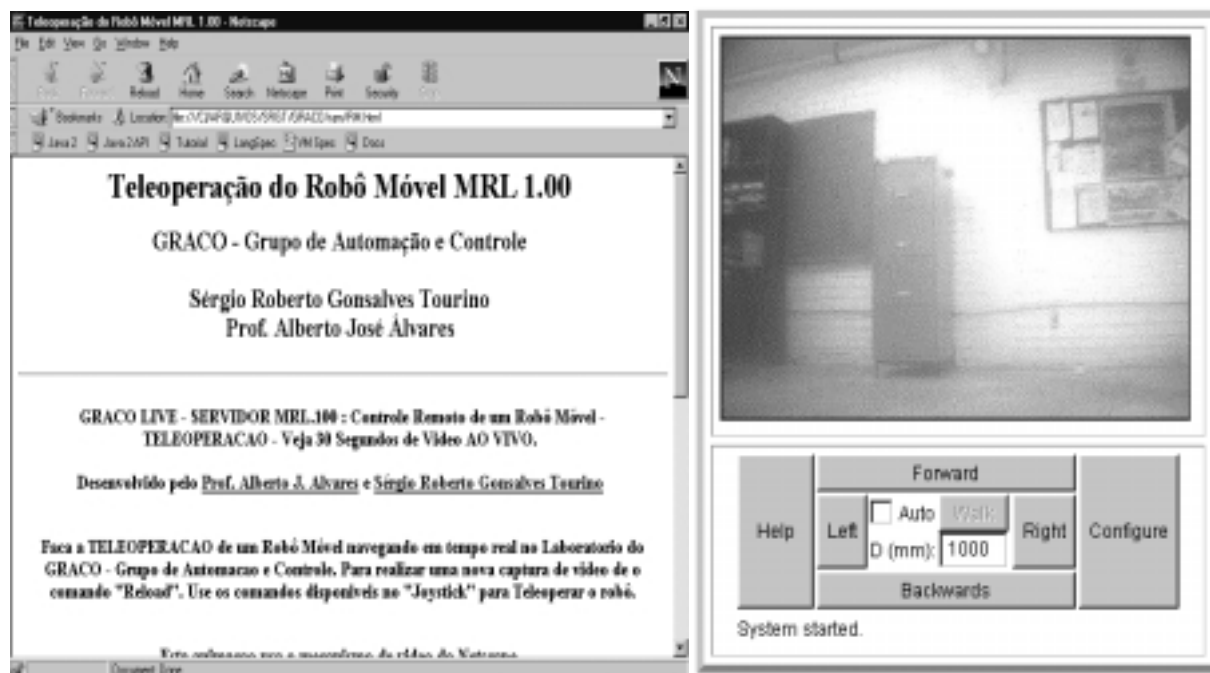 Teleoperação do Robô Móvel MRL 1.00 - Netscape
File Edit View Go Window Help
Reload Home Search Netscape Print Security
Bookmarks Location:
Java 2 Java 2 API Tutorial LangSpec VM Spec Docs
Teleoperação do Robô Móvel MRL 1.00
GRACO - Grupo de Automação e Controle
Sérgio Roberto Gonsalves Tourino
Prof. Alberto José Álvares
GRACO LIVE - SERVIDOR MRL.100 : Controle Remoto de um Robô Móvel -
TELEOPERACAO - Veja 30 Segundos de Video AO VIVO.
Desenvolvido pelo Prof. Alberto J. Alvares e Sérgio Roberto Gonsalves Tourino
Faca a TELEOPERACAO de um Robô Móvel navegando em tempo real no Laboratorio do
GRACO - Grupo de Automacao e Controle. Para realizar uma nova captura de video de o
comando "Reload". Use os comandos disponíveis no "Joystick" para Teleoperar o robô.
Document Done
Forward
Help
Left
Auto Walk
D (mm): 1000
Right
Configure
Backwards
System started.